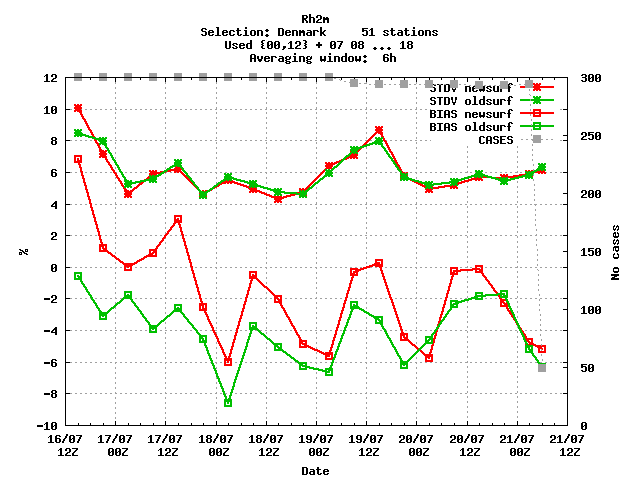 Rh2m
Selection: Denmark 51 stations
Used {00,12} + 07 08 ... 18
Averaging window: 6h
STDV newsurf
STDV oldsurf
BIAS newsurf
BIAS oldsurf
CASES
12
10
8
6
4
2
0
-2
-4
-6
-8
-10
%
300
250
200
150
100
50
0
No cases
16/07 17/07 17/07 18/07 18/07 19/07 19/07 20/07 20/07 21/07 21/07
12Z 00Z 12Z 00Z 12Z 00Z 12Z 00Z 12Z 00Z 12Z
Date